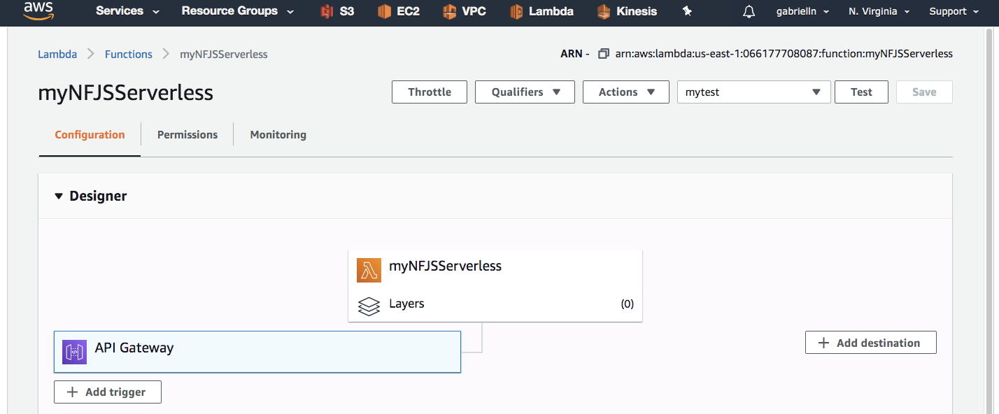 aws Services Resource Groups S3 EC2 VPC Lambda Kinesis gabrielln N. Virginia Support
Lambda Functions myNFJSServerless ARN - arn:aws:lambda:us-east-1:066177708087:function:myNFJSServerless
myNFJSServerless Throttle Qualifiers Actions mytest Test Save
Configuration Permissions Monitoring
Designer
myNFJSServerless
Layers (0)
API Gateway + Add destination
+ Add trigger